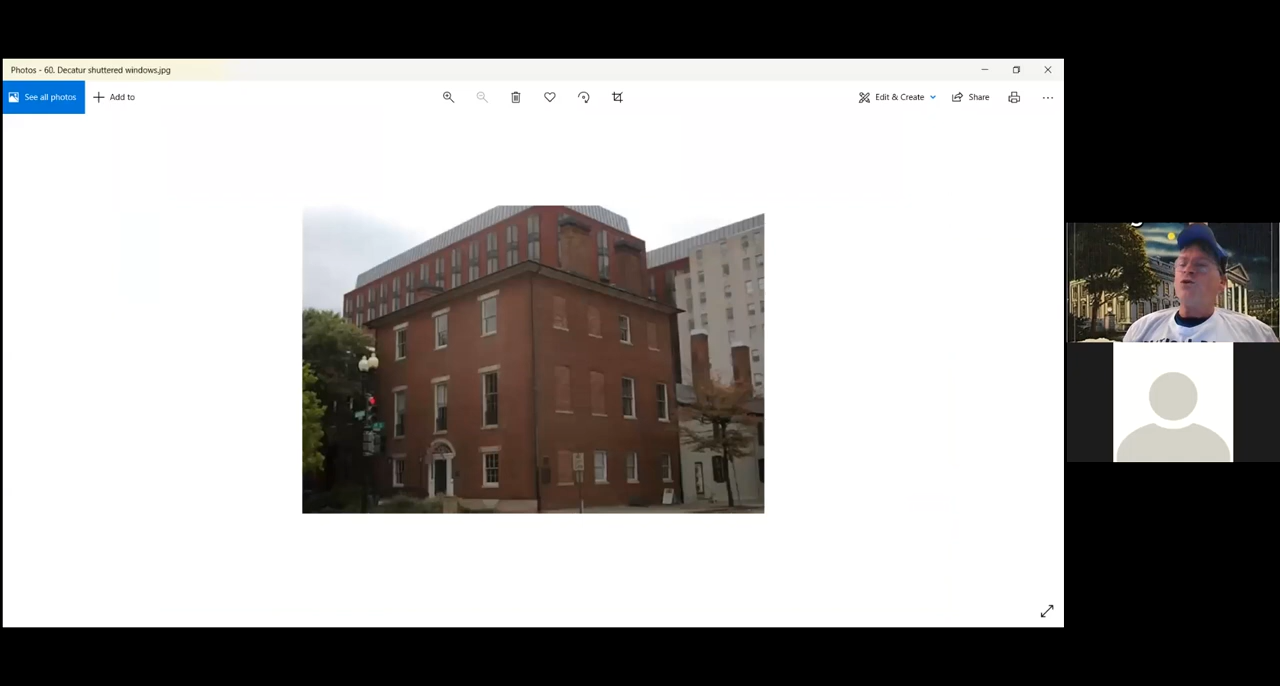 Photos - 60. Decatur shuttered windows.jpg
See all photos
Add to
Edit & Create
Share